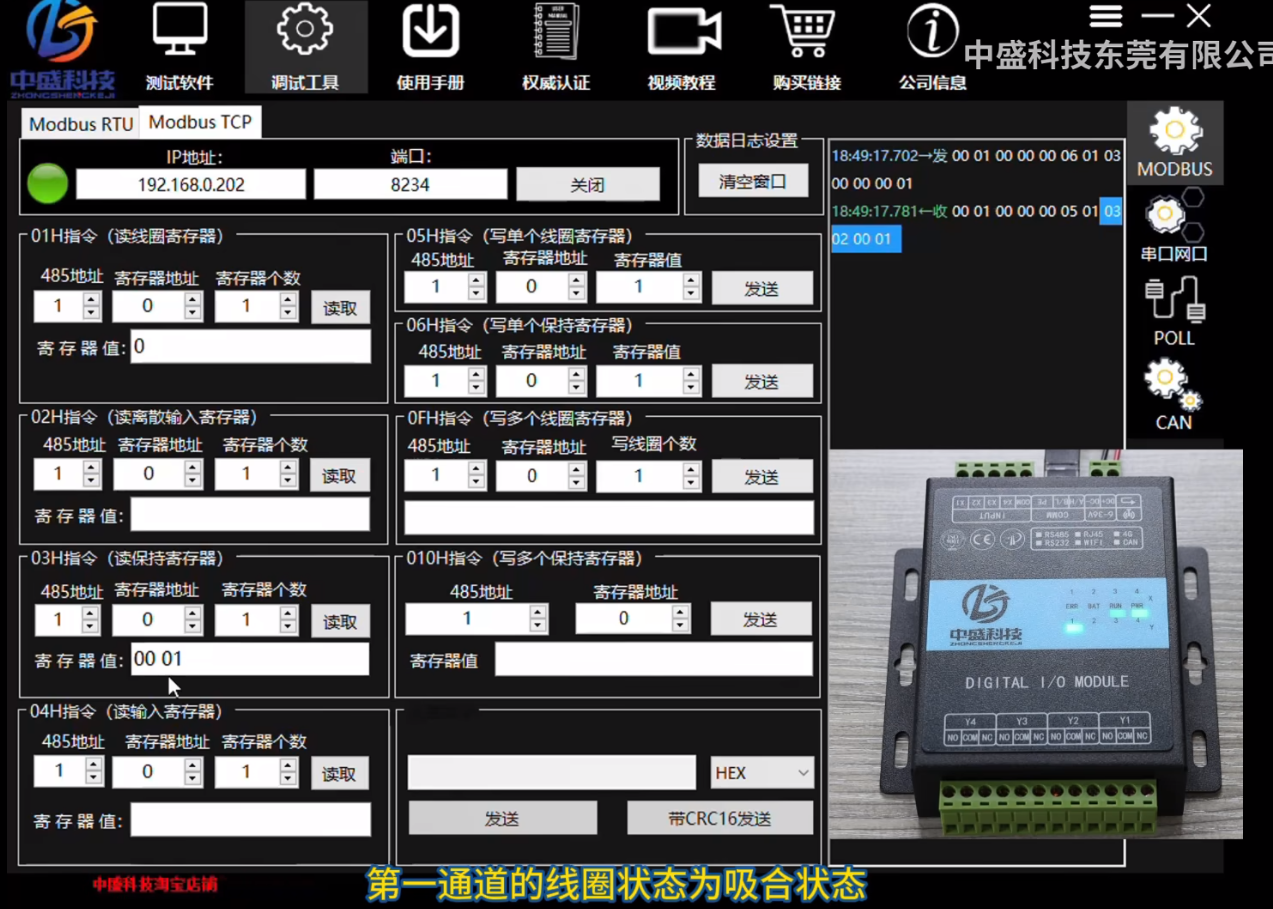 中盛科技
ZHONGSHENGKEJI
测试软件
调试工具
使用手册
USER MANUAL
权威认证
视频教程
购买链接
公司信息
中盛科技东莞有限公司
Modbus RTU
Modbus TCP
IP地址:
端口:
192.168.0.202
8234
关闭
数据日志设置
清空窗口
18:49:17.702→发 00 01 00 00 00 06 01 03
00 00 00 01
18:49:17.781←收 00 01 00 00 00 05 01 03
02 00 01
MODBUS
串口网口
POLL
CAN
01H指令（读线圈寄存器）
485地址 寄存器地址 寄存器个数
1 0 1 读取
寄存器值: 0
02H指令（读离散输入寄存器）
485地址 寄存器地址 寄存器个数
1 0 1 读取
寄存器值:
03H指令（读保持寄存器）
485地址 寄存器地址 寄存器个数
1 0 1 读取
寄存器值: 00 01
04H指令（读输入寄存器）
485地址 寄存器地址 寄存器个数
1 0 1 读取
寄存器值:
05H指令（写单个线圈寄存器）
485地址 寄存器地址 寄存器值
1 0 1 发送
06H指令（写单个保持寄存器）
485地址 寄存器地址 寄存器值
1 0 1 发送
0FH指令（写多个线圈寄存器）
485地址 寄存器地址 写线圈个数
1 0 1 发送
010H指令（写多个保持寄存器）
485地址 寄存器地址
1 0 发送
寄存器值
HEX
发送 带CRC16发送
X1 X2 X3 X4 COM PE
INPUT COMM 6-36V
CE
RS485 RJ45 4G
RS232 WIFI CAN
1 2 3 4 X
ERR BAT RUN PWR
1 2 3 4 Y
中盛科技
ZHONGSHENGKEJI
DIGITAL I/O MODULE
Y4 Y3 Y2 Y1
NO COM NC NO COM NC NO COM NC NO COM NC
中盛科技淘宝店铺
第一通道的线圈状态为吸合状态